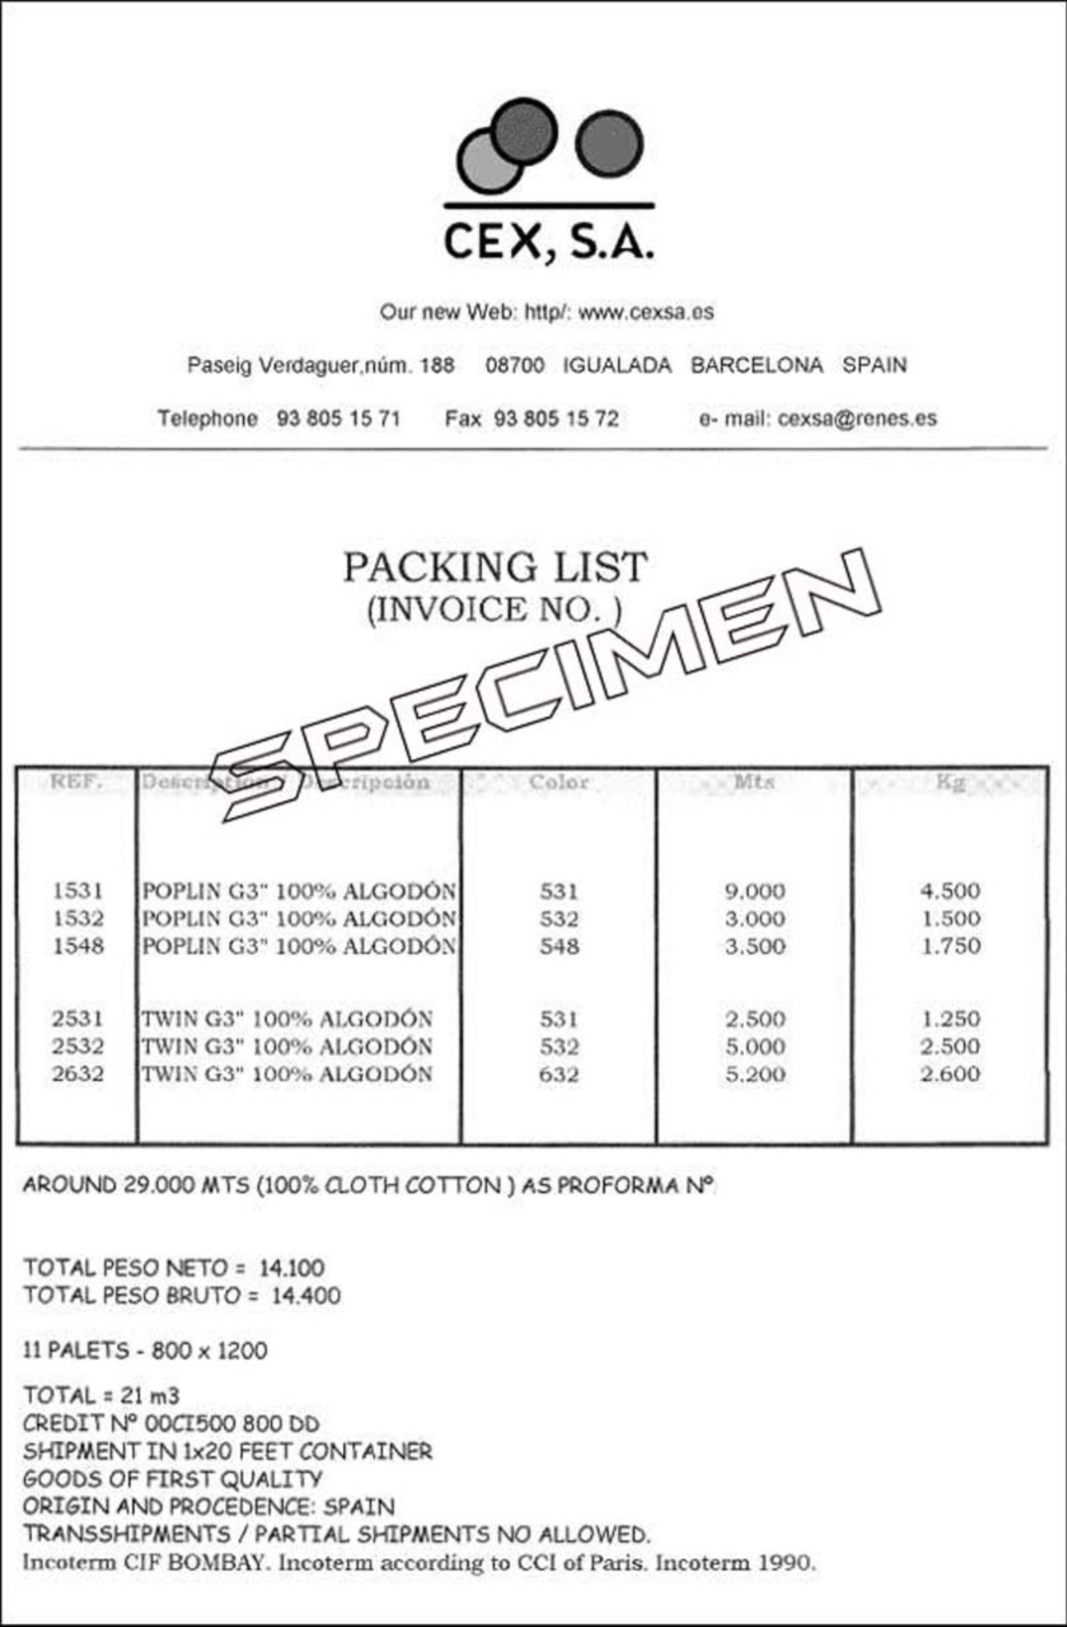 CEX, S.A.
Our new Web: http/: www.cexsa.es
Paseig Verdaguer,núm. 188 08700 IGUALADA BARCELONA SPAIN
Telephone 93 805 15 71 Fax 93 805 15 72 e- mail: cexsa@renes.es
PACKING LIST
(INVOICE NO. )
SPECIMEN
REF. Description / Descripción Color Mts Kg
1531 POPLIN G3" 100% ALGODÓN 531 9.000 4.500
1532 POPLIN G3" 100% ALGODÓN 532 3.000 1.500
1548 POPLIN G3" 100% ALGODÓN 548 3.500 1.750
2531 TWIN G3" 100% ALGODÓN 531 2.500 1.250
2532 TWIN G3" 100% ALGODÓN 532 5.000 2.500
2632 TWIN G3" 100% ALGODÓN 632 5.200 2.600
AROUND 29.000 MTS (100% CLOTH COTTON ) AS PROFORMA Nº
TOTAL PESO NETO = 14.100
TOTAL PESO BRUTO = 14.400
11 PALETS - 800 x 1200
TOTAL = 21 m3
CREDIT Nº 00CI500 800 DD
SHIPMENT IN 1x20 FEET CONTAINER
GOODS OF FIRST QUALITY
ORIGIN AND PROCEDENCE: SPAIN
TRANSSHIPMENTS / PARTIAL SHIPMENTS NO ALLOWED.
Incoterm CIF BOMBAY. Incoterm according to CCI of Paris. Incoterm 1990.